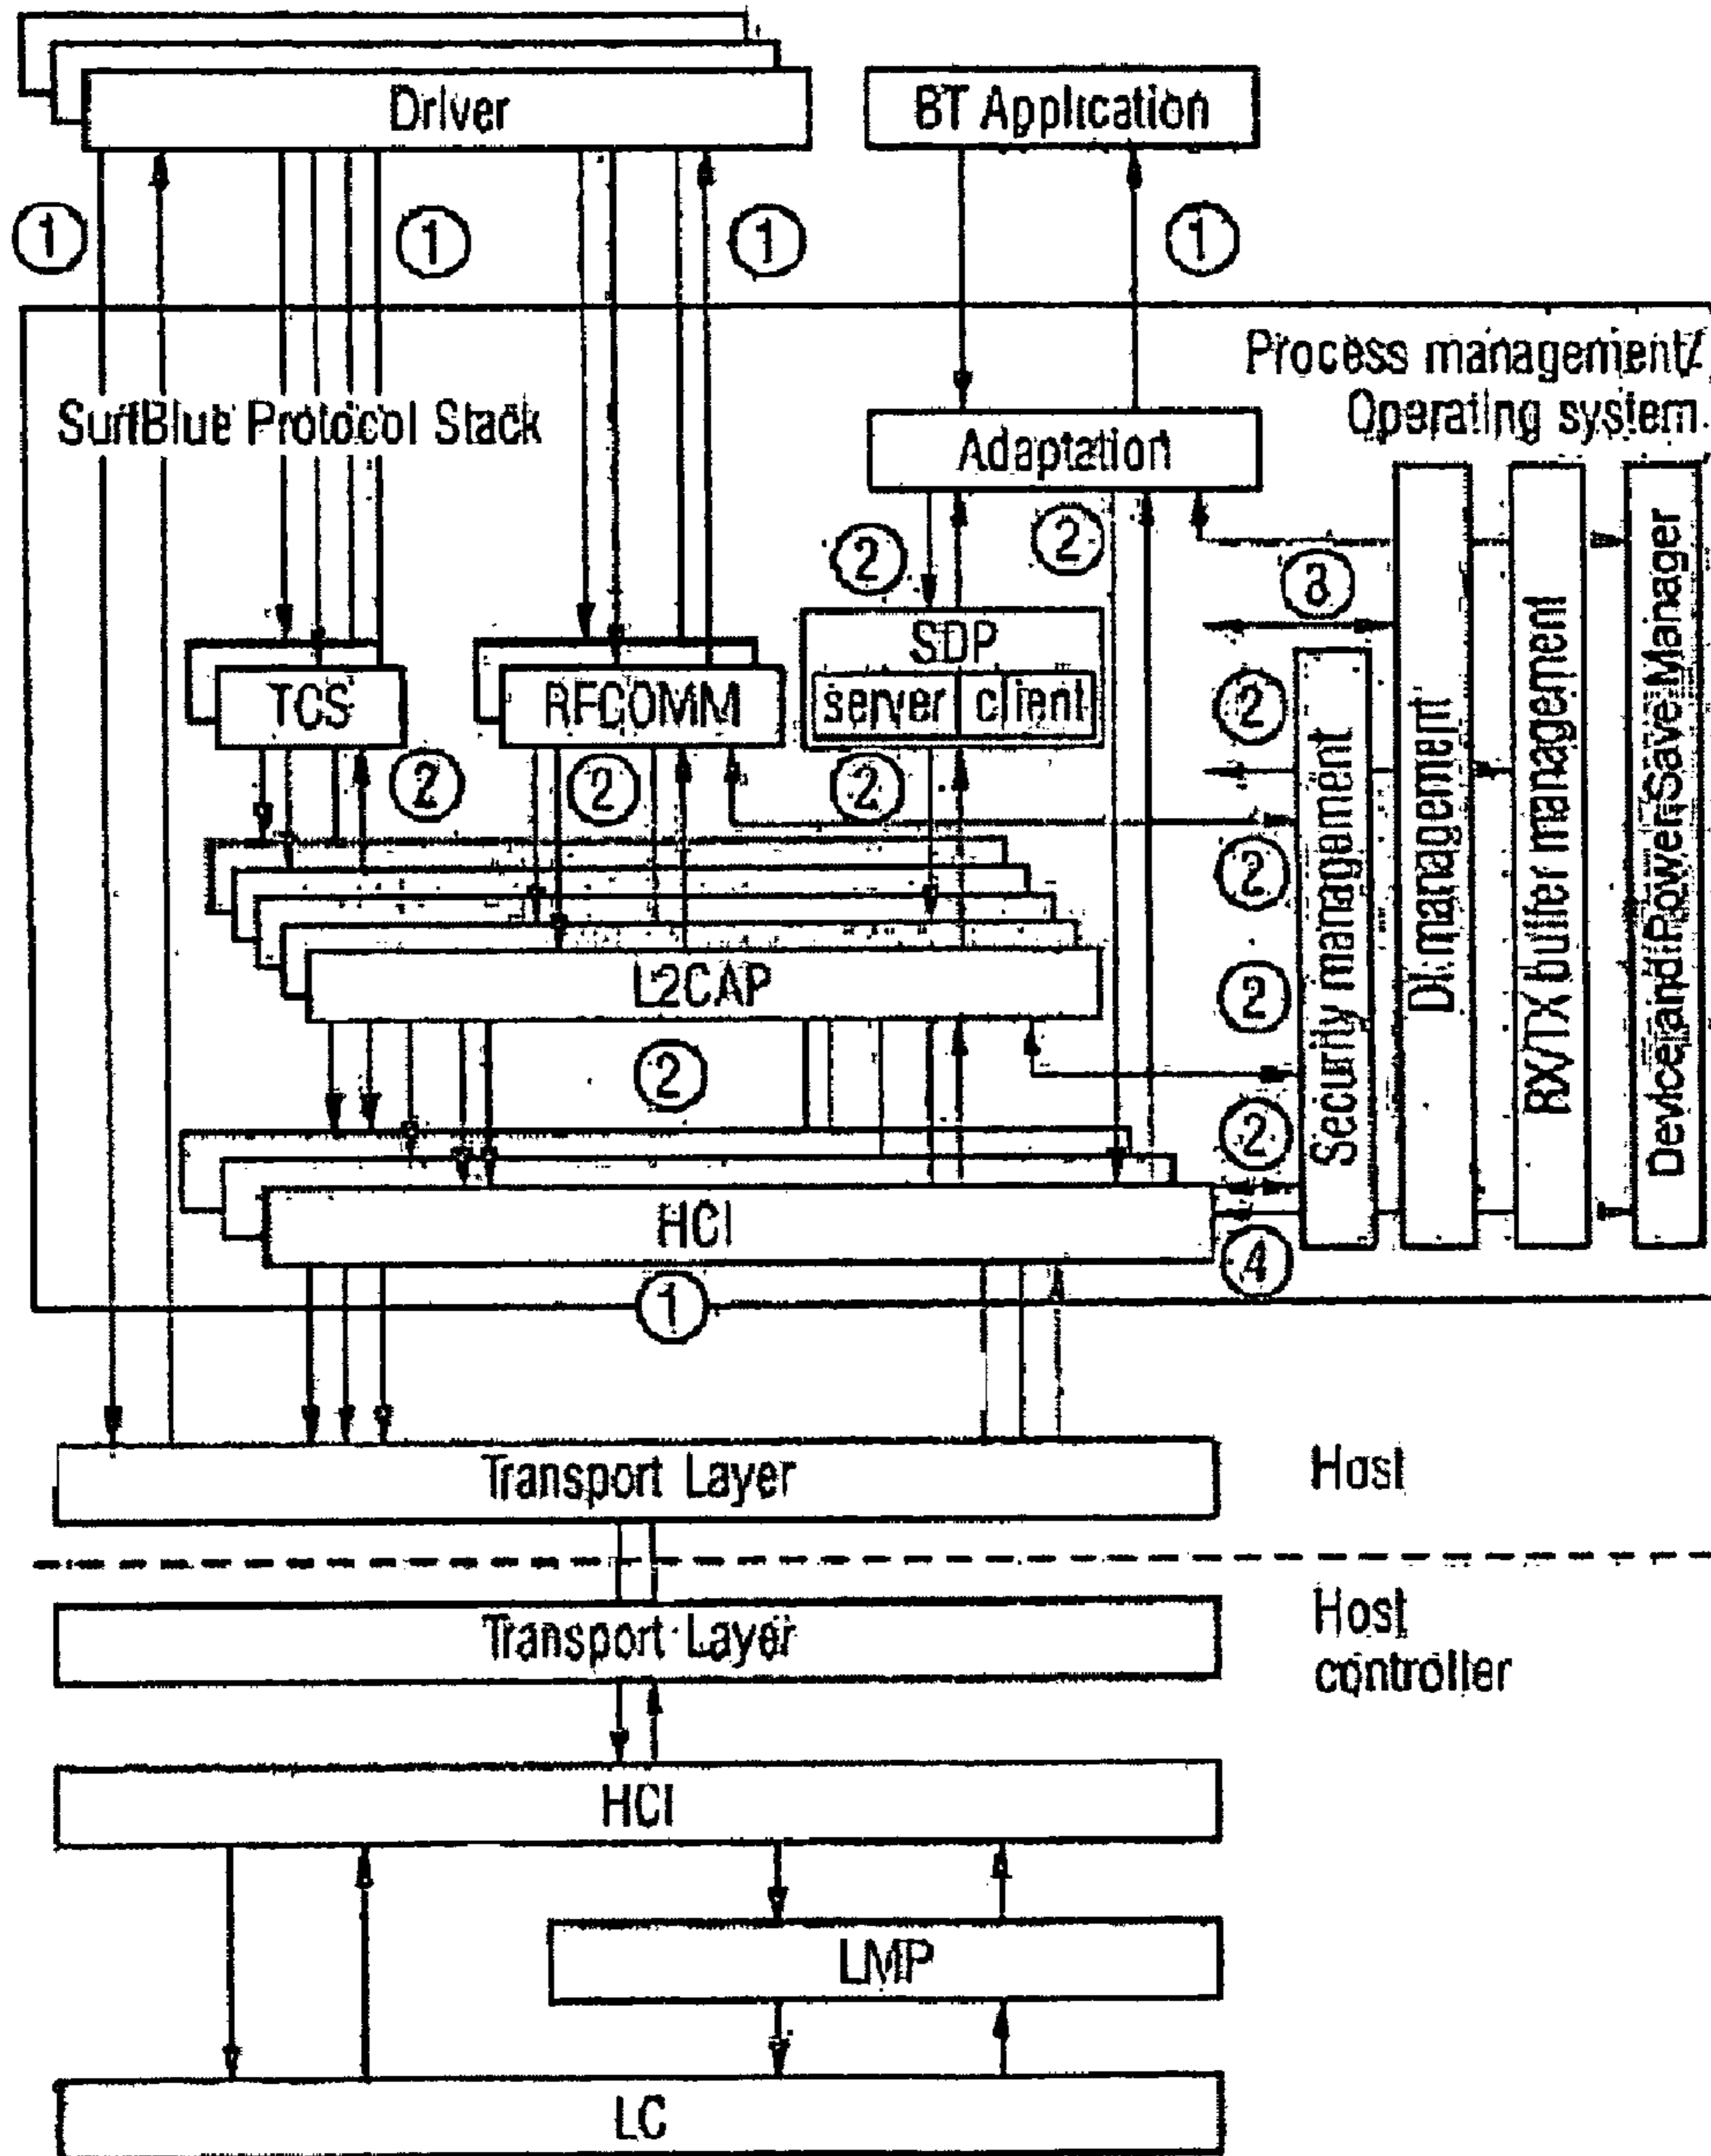 Driver
BT Application
1
1
1
1
Process management/
Operating system
SurfBlue Protocol Stack
Adaptation
2
2
3
SDP
server
client
TCS
RFCOMM
2
2
2
2
2
L2CAP
2
2
2
HCI
4
1
Security management
DI management
RX/TX buffer management
Device and Power Save Manager
Transport Layer
Host
Transport Layer
Host
controller
HCI
LMP
LC